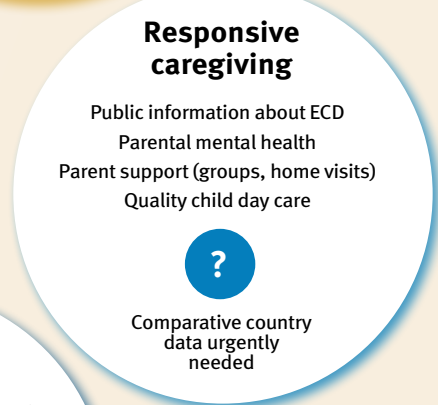 Responsive
caregiving
Public information about ECD
Parental mental health
Parent support (groups, home visits)
Quality child day care
?
Comparative country
data urgently
needed